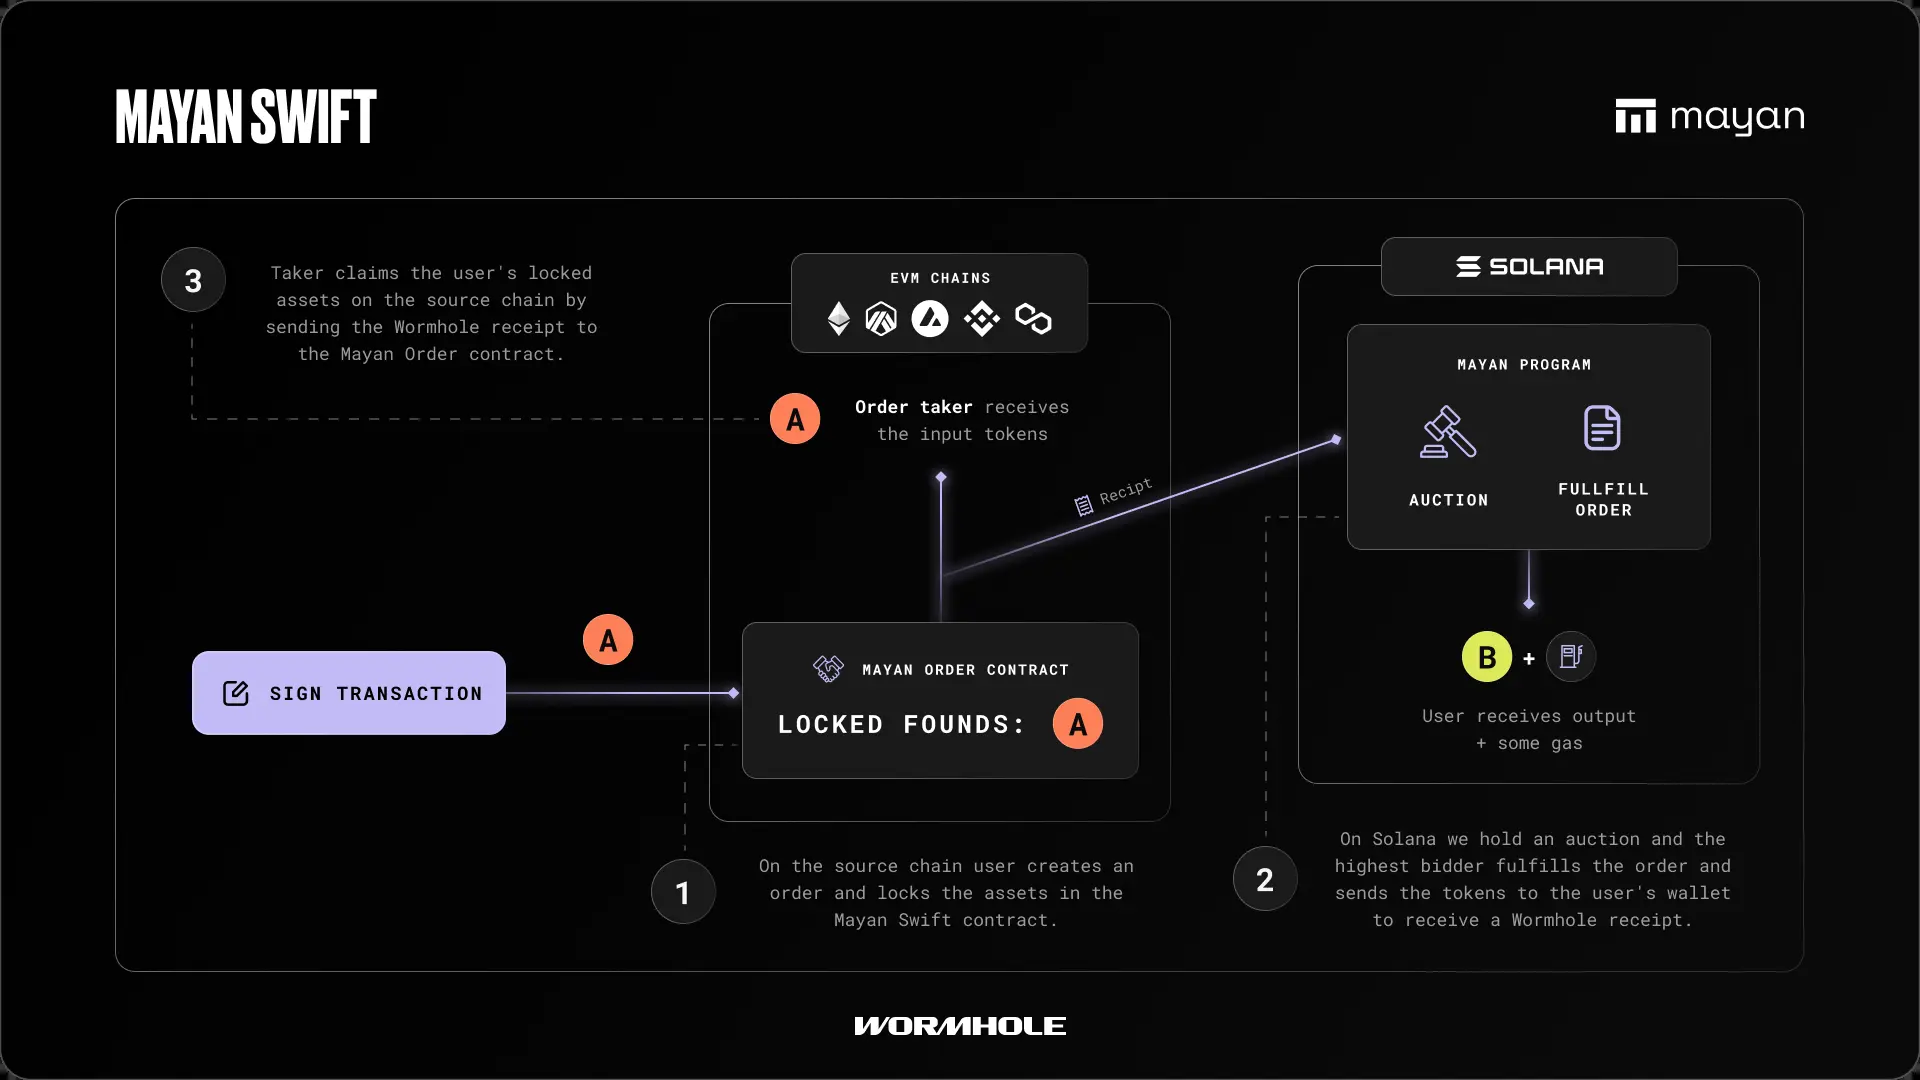 MAYAN SWIFT
mayan
3
Taker claims the user's locked
assets on the source chain by
sending the Wormhole receipt to
the Mayan Order contract.
EVM CHAINS
A
Order taker receives
the input tokens
Recipt
SOLANA
MAYAN PROGRAM
AUCTION
FULLFILL
ORDER
B
+
User receives output
+ some gas
SIGN TRANSACTION
A
MAYAN ORDER CONTRACT
LOCKED FOUNDS:
A
1
On the source chain user creates an
order and locks the assets in the
Mayan Swift contract.
2
On Solana we hold an auction and the
highest bidder fulfills the order and
sends the tokens to the user's wallet
to receive a Wormhole receipt.
WORMHOLE